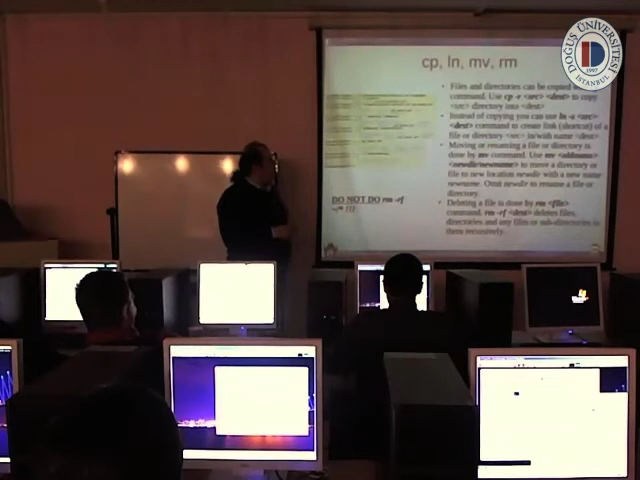 DOĞUŞ ÜNİVERSİTESİ
1997
İSTANBUL
cp, ln, mv, rm
• Files and directories can be copied
command. Use cp -r <src> <dest> to copy
<src> directory into <dest>
• Instead of copying you can use ln -s <src>
<dest> command to create link (shortcut) of a
file or directory <src> in/with name <dest>
• Moving or renaming a file or directory is
done by mv command. Use mv <oldname>
<newdir/newname> to move a directory or
file to new location newdir with a new name
newname. Omit newdir to rename a file or
directory.
• Deleting a file is done by rm <file>
command. rm -rf <dest> deletes files,
directories and any files or sub-directories in
them recursively.
DO NOT DO rm -rf